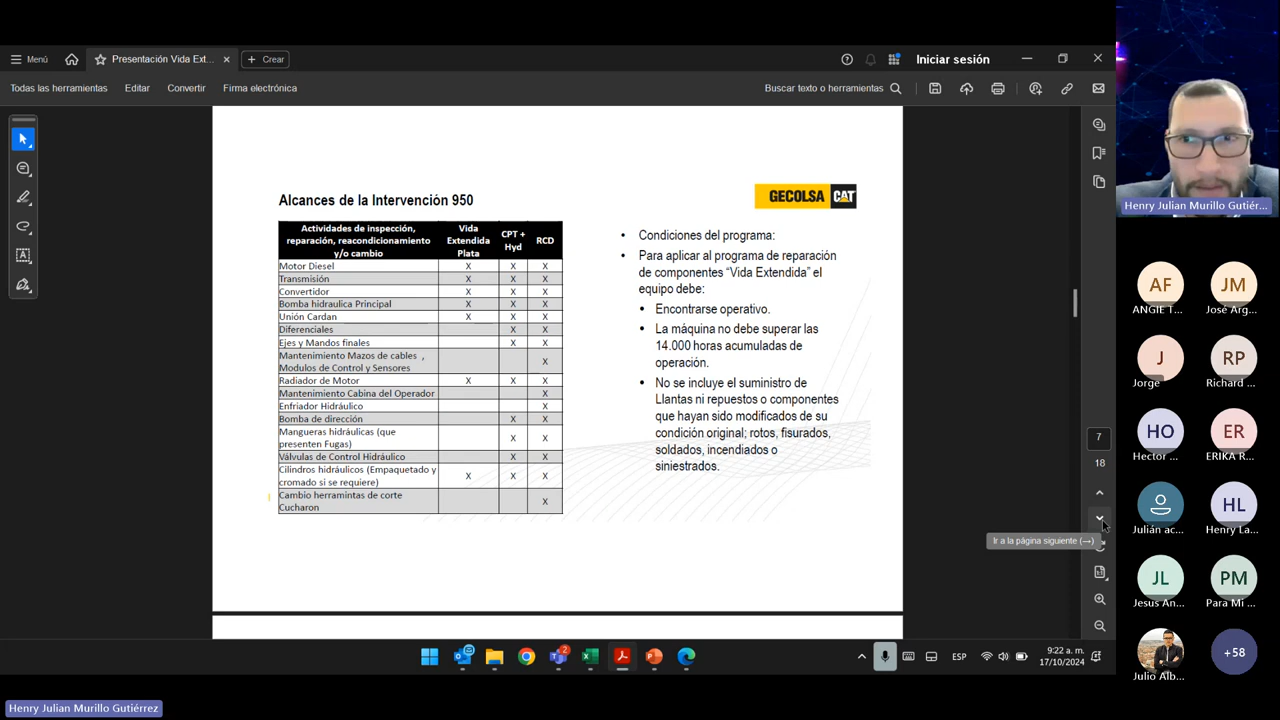 Menú
Presentación Vida Ext...
Crear
Iniciar sesión
Todas las herramientas
Editar
Convertir
Firma electrónica
Buscar texto o herramientas
Alcances de la Intervención 950
GECOLSA CAT
Actividades de inspección, reparación, reacondicionamiento y/o cambio | Vida Extendida Plata | CPT + Hyd | RCD
Motor Diesel X X X
Transmisión X X X
Convertidor X X X
Bomba hidraulica Principal X X X
Unión Cardan X X X
Diferenciales X X
Ejes y Mandos finales X X
Mantenimiento Mazos de cables ,
Modulos de Control y Sensores X
Radiador de Motor X X X
Mantenimiento Cabina del Operador X
Enfriador Hidráulico X
Bomba de dirección X X
Mangueras hidráulicas (que
presenten Fugas) X X
Válvulas de Control Hidráulico X X
Cilindros hidráulicos (Empaquetado y
cromado si se requiere) X X X
Cambio herramintas de corte
Cucharon X
• Condiciones del programa:
• Para aplicar al programa de reparación
de componentes “Vida Extendida” el
equipo debe:
• Encontrarse operativo.
• La máquina no debe superar las
14.000 horas acumuladas de
operación.
• No se incluye el suministro de
Llantas ni repuestos o componentes
que hayan sido modificados de su
condición original; rotos, fisurados,
soldados, incendiados o
siniestrados.
7
18
Ir a la página siguiente (→)
Henry Julian Murillo Gutiér...
AF
ANGIE T...
JM
José Arg...
J
Jorge
RP
Richard ...
HO
Hector ...
ER
ERIKA R...
Julián ac...
HL
Henry La...
JL
Jesus An...
PM
Para Mi ...
Julio Alb...
+58
2
ESP
9:22 a. m.
17/10/2024
Henry Julian Murillo Gutiérrez